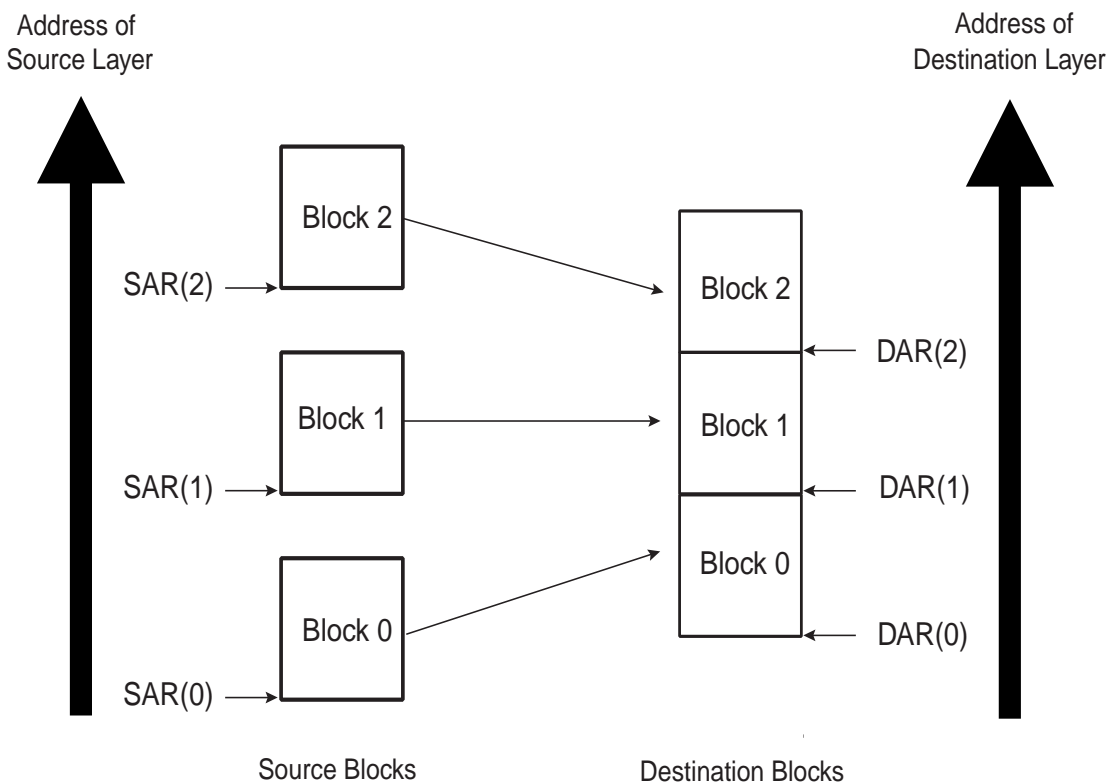 Address of
Source Layer
Address of
Destination Layer
Block 2
SAR(2)
Block 2
DAR(2)
Block 1
SAR(1)
Block 1
DAR(1)
Block 0
SAR(0)
Block 0
DAR(0)
Source Blocks
Destination Blocks